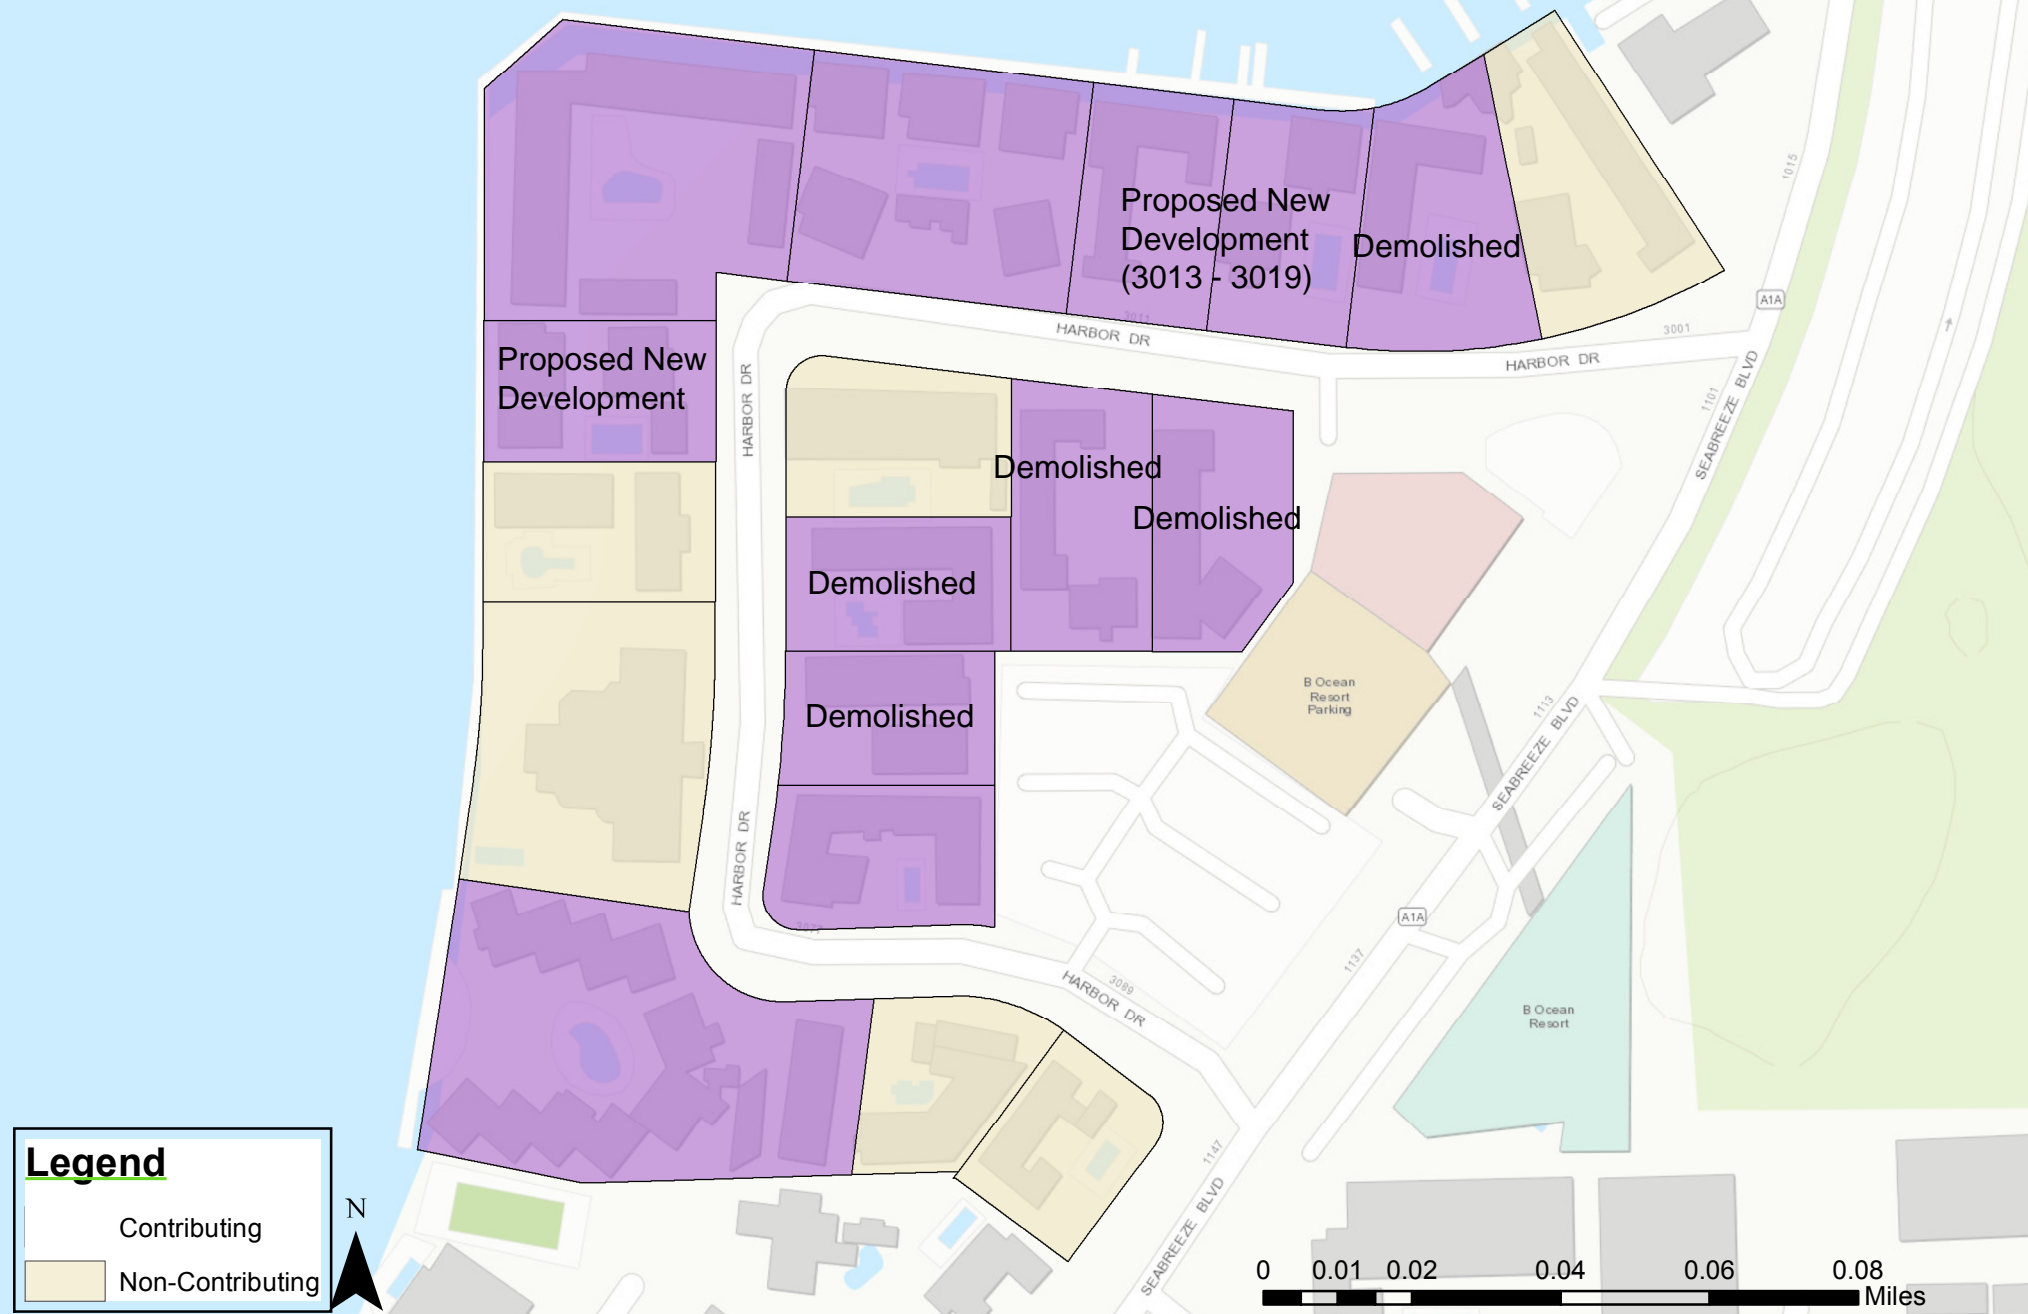 1015
Proposed New
Development
(3013 - 3019)
Demolished
A1A
3011
HARBOR DR
3001
HARBOR DR
Proposed New
Development
HARBOR DR
1101
SEABREEZE BLVD
Demolished
Demolished
Demolished
B Ocean
Resort
Parking
Demolished
1113
SEABREEZE BLVD
HARBOR DR
A1A
3077
1137
3089
HARBOR DR
B Ocean
Resort
1147
SEABREEZE BLVD
Legend
Contributing
Non-Contributing
N
0 0.01 0.02 0.04 0.06 0.08
Miles